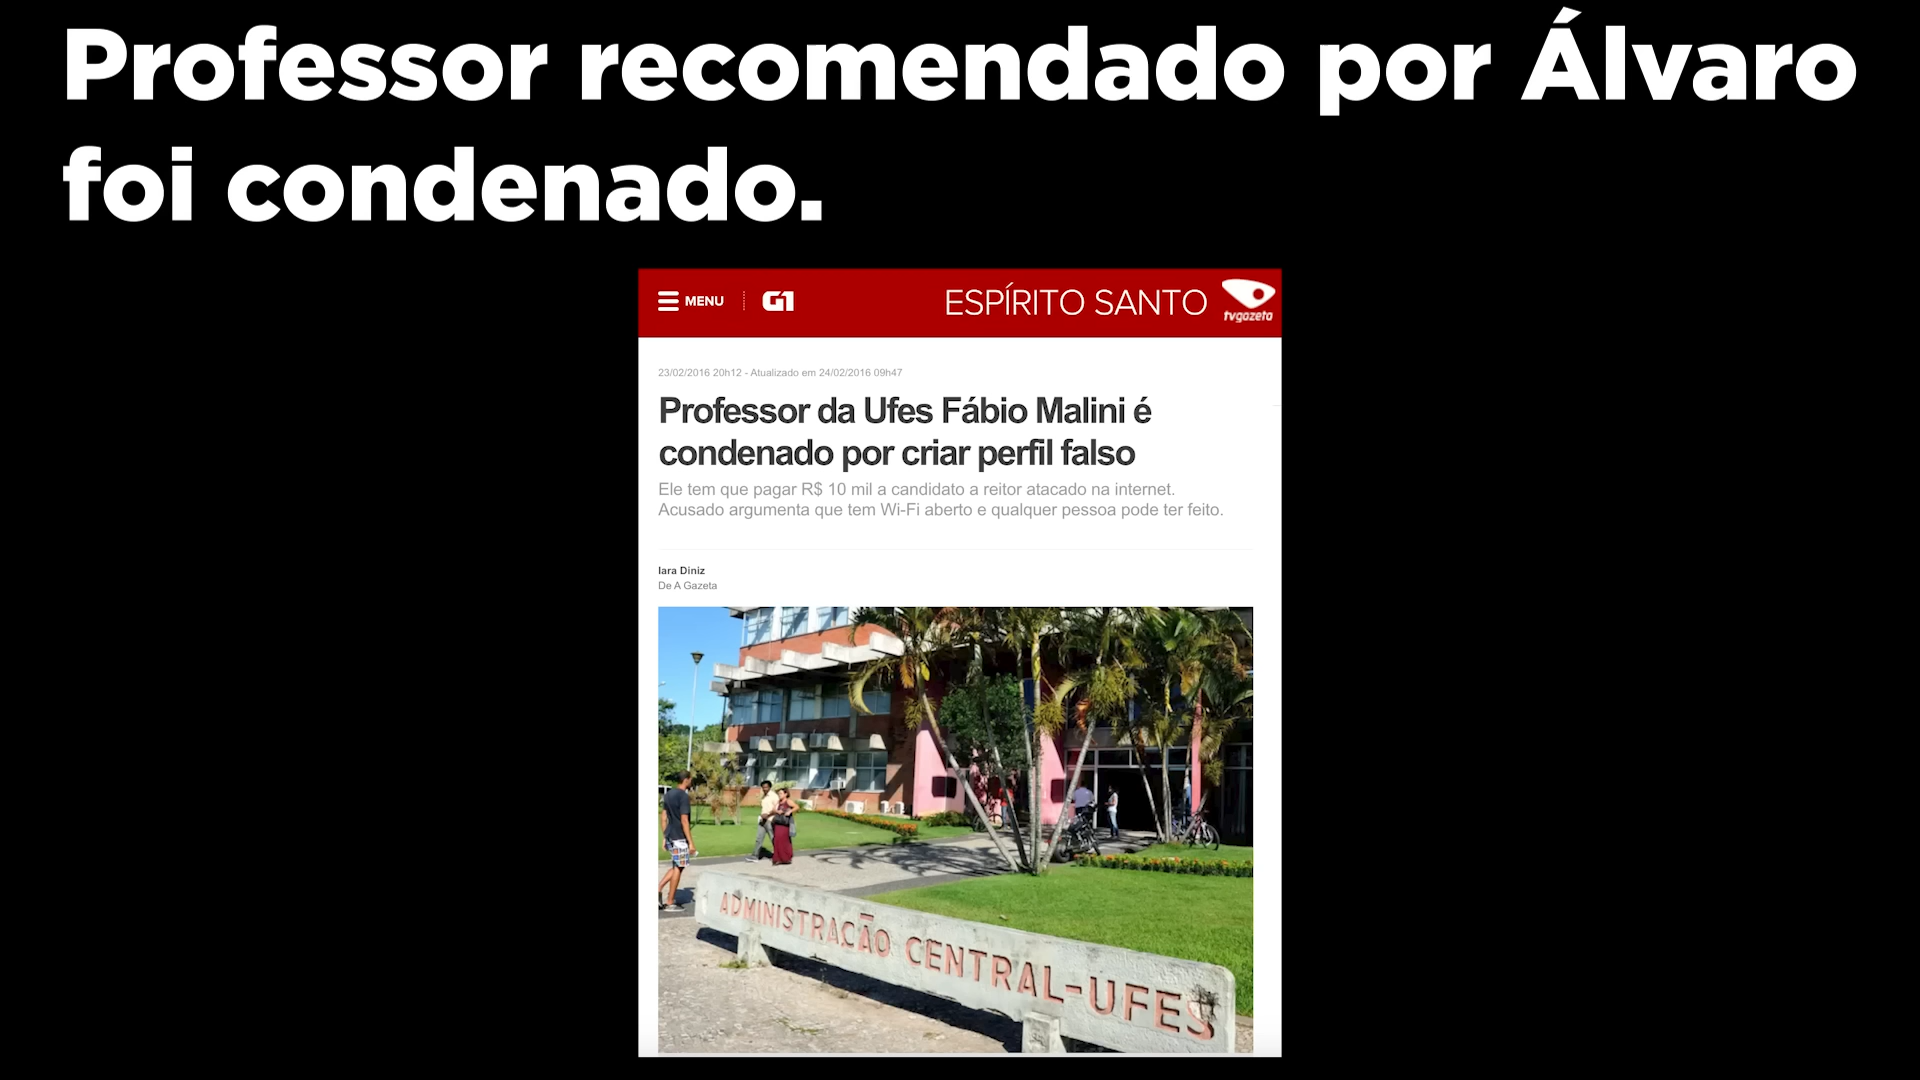 Professor recomendado por Álvaro
foi condenado.
MENU G1 ESPÍRITO SANTO tvgazeta
23/02/2016 20h12 - Atualizado em 24/02/2016 09h47
Professor da Ufes Fábio Malini é
condenado por criar perfil falso
Ele tem que pagar R$ 10 mil a candidato a reitor atacado na internet.
Acusado argumenta que tem Wi-Fi aberto e qualquer pessoa pode ter feito.
Iara Diniz
De A Gazeta
ADMINISTRAÇÃO CENTRAL-UFES